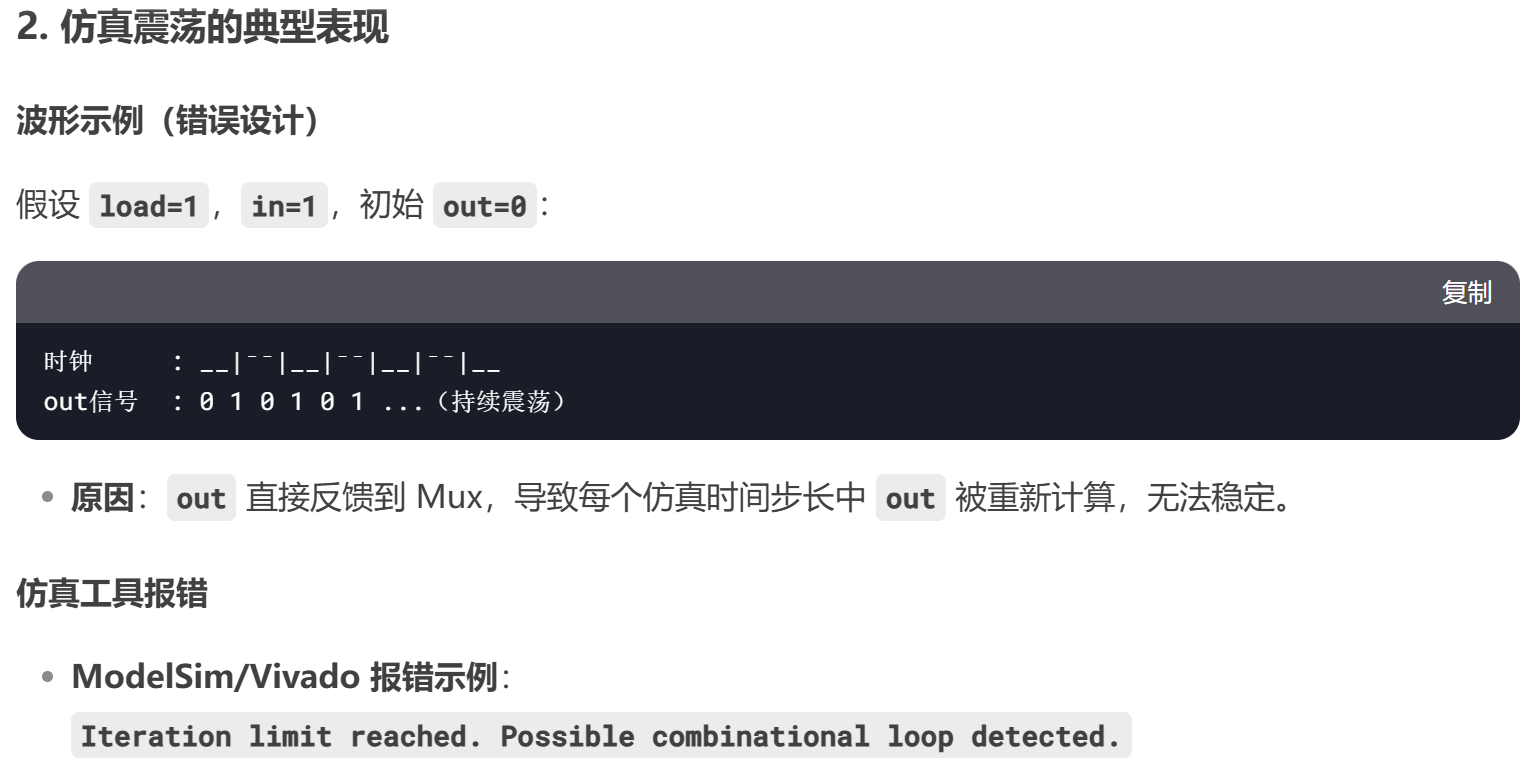 2. 仿真震荡的典型表现
波形示例（错误设计）
假设 load=1，in=1，初始 out=0：
复制
时钟     : __|¯¯|__|¯¯|__|¯¯|__
out信号  : 0 1 0 1 0 1 ...（持续震荡）
• 原因：out 直接反馈到 Mux，导致每个仿真时间步长中 out 被重新计算，无法稳定。
仿真工具报错
• ModelSim/Vivado 报错示例：
Iteration limit reached. Possible combinational loop detected.